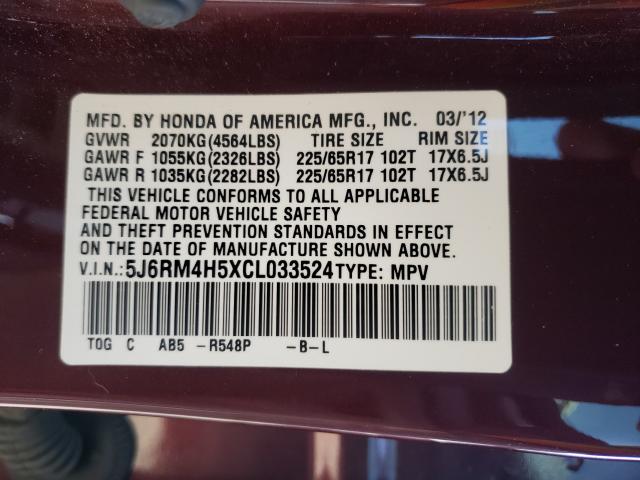 MFD. BY HONDA OF AMERICA MFG., INC. 03/'12
GVWR 2070KG(4564LBS) TIRE SIZE RIM SIZE
GAWR F 1055KG(2326LBS) 225/65R17 102T 17X6.5J
GAWR R 1035KG(2282LBS) 225/65R17 102T 17X6.5J
THIS VEHICLE CONFORMS TO ALL APPLICABLE
FEDERAL MOTOR VEHICLE SAFETY
AND THEFT PREVENTION STANDARDS IN EFFECT
ON THE DATE OF MANUFACTURE SHOWN ABOVE.
V.I.N.: 5J6RM4H5XCL033524 TYPE: MPV
TOG C AB5 -R548P -B-L